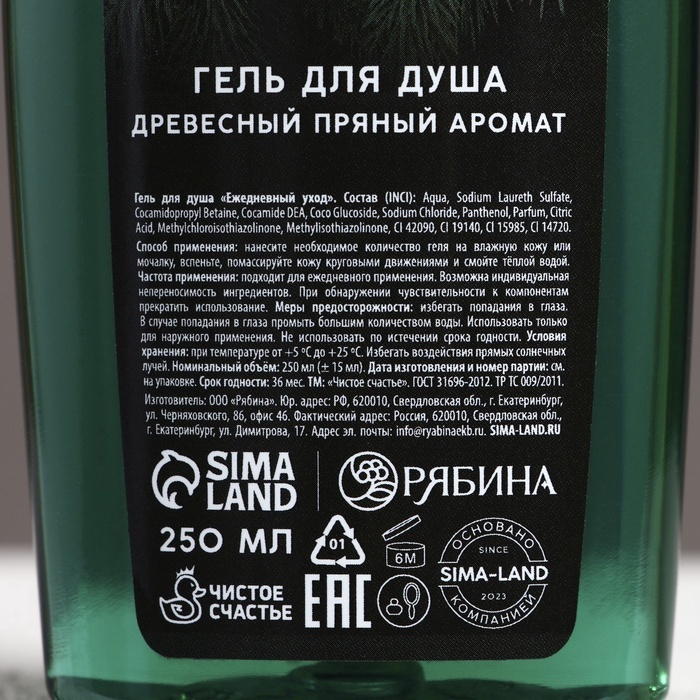 ГЕЛЬ ДЛЯ ДУША
ДРЕВЕСНЫЙ ПРЯНЫЙ АРОМАТ
Гель для душа «Ежедневный уход». Состав (INCI): Aqua, Sodium Laureth Sulfate,
Cocamidopropyl Betaine, Cocamide DEA, Coco Glucoside, Sodium Chloride, Panthenol, Parfum, Citric
Acid, Methylchloroisothiazolinone, Methylisothiazolinone, CI 42090, CI 19140, CI 15985, CI 14720.
Способ применения: нанесите необходимое количество геля на влажную кожу или
мочалку, вспеньте, помассируйте кожу круговыми движениями и смойте тёплой водой.
Частота применения: подходит для ежедневного применения. Возможна индивидуальная
непереносимость ингредиентов. При обнаружении чувствительности к компонентам
прекратить использование. Меры предосторожности: избегать попадания в глаза.
В случае попадания в глаза промыть большим количеством воды. Использовать только
для наружного применения. Не использовать по истечении срока годности. Условия
хранения: при температуре от +5 ºC до +25 ºC. Избегать воздействия прямых солнечных
лучей. Номинальный объём: 250 мл (± 15 мл). Дата изготовления и номер партии: см.
на упаковке. Срок годности: 36 мес. ТМ: «Чистое счастье». ГОСТ 31696-2012. ТР ТС 009/2011.
Изготовитель: ООО «Рябина». Юр. адрес: РФ, 620010, Свердловская обл., г. Екатеринбург,
ул. Черняховского, 86, офис 46. Фактический адрес: Россия, 620010, Свердловская обл.,
г. Екатеринбург, ул. Димитрова, 17. Адрес эл. почты: info@ryabinaekb.ru. SIMA-LAND.RU
SIMA
LAND
РЯБИНА
250 МЛ
01
6M
ОСНОВАНО
SINCE
SIMA-LAND
2023
КОМПАНИЕЙ
ЧИСТОЕ
СЧАСТЬЕ
EAC